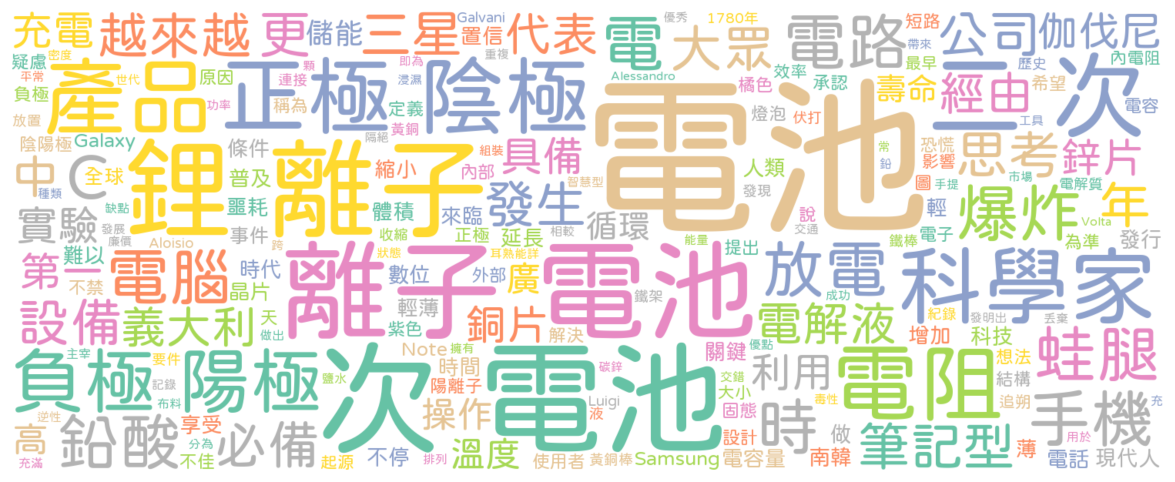 充電 越來越 更 儲能 三星 Galvani 置信 代表 電 優秀 1780年 大眾 電路 短路 公司 伽伐尼
疑慮 密度 重複 帶來 最早 歷史 內電阻
平常 世代 原因 連接 顆 即為 浸濕 Alessandro 橘色 效率 承認 壽命 經由 希望
負極 產品 功率 稱為 正極 定義 陰極 電池 燈泡 伏打 二次 電容
放置 黃銅 工具
陰陽極 Galaxy 隔絕 組裝 人類 常 恐慌 思考 鋅片
中 C 鋰 條件 離子 縮小 具備 鉛 影響
種類 全球 普及 內部 智慧型 發現 圖 手提 市場 電解質
實驗 缺點 噩耗 體積 來臨 發生 相較 說 輕 爆炸 年
發展 廉價 Aloisio 事件 收縮 正極 延長 循環 交通 鐵棒 電子 Volta 為準 發行
難以 跨 狀態 耳熟能詳 能量 提出
第一 不禁 電腦 時代 離子電池 數位 外部 廣 放電 科學家
晶片 輕薄 鐵架 成功
設備 義大利 天 做出 紫色 銅片 解決 電解液 紀錄 發明出 丟棄 增加 科技
主宰 要件 Note 擁有 碳鋅 關鍵 優點 想法 蛙腿
負極 陽極 次電池 鹽水 時間 陽離子 交錯 大小 利用 電阻 結構
記錄 布料 Luigi 固態 毒性 追朔 充
高 逆性 享受 操作 液 設計 時 做 手機 用於
鉛酸 分為 必備 筆記型 薄
充滿 不佳 起源 不停 排列 溫度 使用者 黃銅棒 Samsung 電容量 南韓 電話 現代人